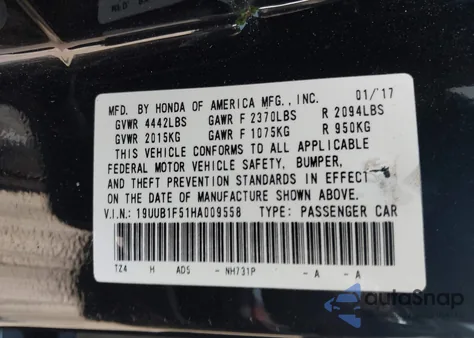 MFD. BY HONDA OF AMERICA MFG., INC. 01/'17
GVWR 4442LBS GAWR F 2370LBS R 2094LBS
GVWR 2015KG GAWR F 1075KG R 950KG
THIS VEHICLE CONFORMS TO ALL APPLICABLE
FEDERAL MOTOR VEHICLE SAFETY, BUMPER,
AND THEFT PREVENTION STANDARDS IN EFFECT
ON THE DATE OF MANUFACTURE SHOWN ABOVE.
V.I.N.: 19UUB1F51HA009558 TYPE: PASSENGER CAR
TZ4 H ADS - NH731P - A - A
autoSnap